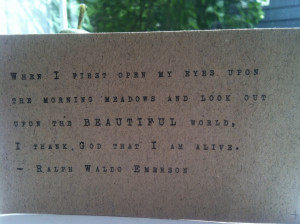 When I first open my eyes upon
the morning meadows and look out
upon the BEAUTIFUL world,
I thank God that I am alive.
- Ralph Waldo Emerson